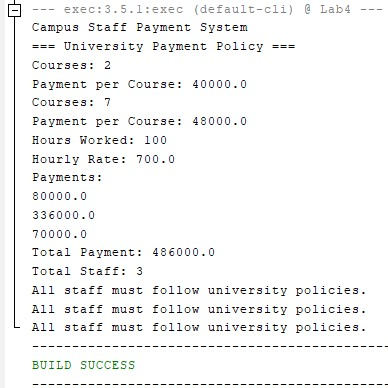 --- exec:3.5.1:exec (default-cli) @ Lab4 ---
Campus Staff Payment System
=== University Payment Policy ===
Courses: 2
Payment per Course: 40000.0
Courses: 7
Payment per Course: 48000.0
Hours Worked: 100
Hourly Rate: 700.0
Payments:
80000.0
336000.0
70000.0
Total Payment: 486000.0
Total Staff: 3
All staff must follow university policies.
All staff must follow university policies.
All staff must follow university policies.
------------------------------------------------
BUILD SUCCESS
------------------------------------------------